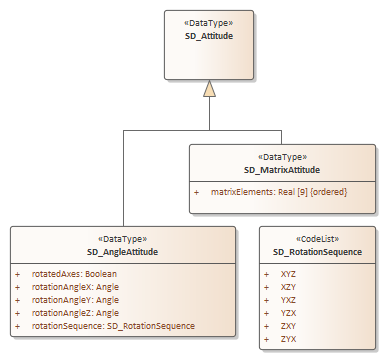 «DataType»
SD_Attitude
«DataType»
SD_MatrixAttitude
+ matrixElements: Real [9] {ordered}
«DataType»
SD_AngleAttitude
+ rotatedAxes: Boolean
+ rotationAngleX: Angle
+ rotationAngleY: Angle
+ rotationAngleZ: Angle
+ rotationSequence: SD_RotationSequence
«CodeList»
SD_RotationSequence
+ XYZ
+ XZY
+ YXZ
+ YZX
+ ZXY
+ ZYX